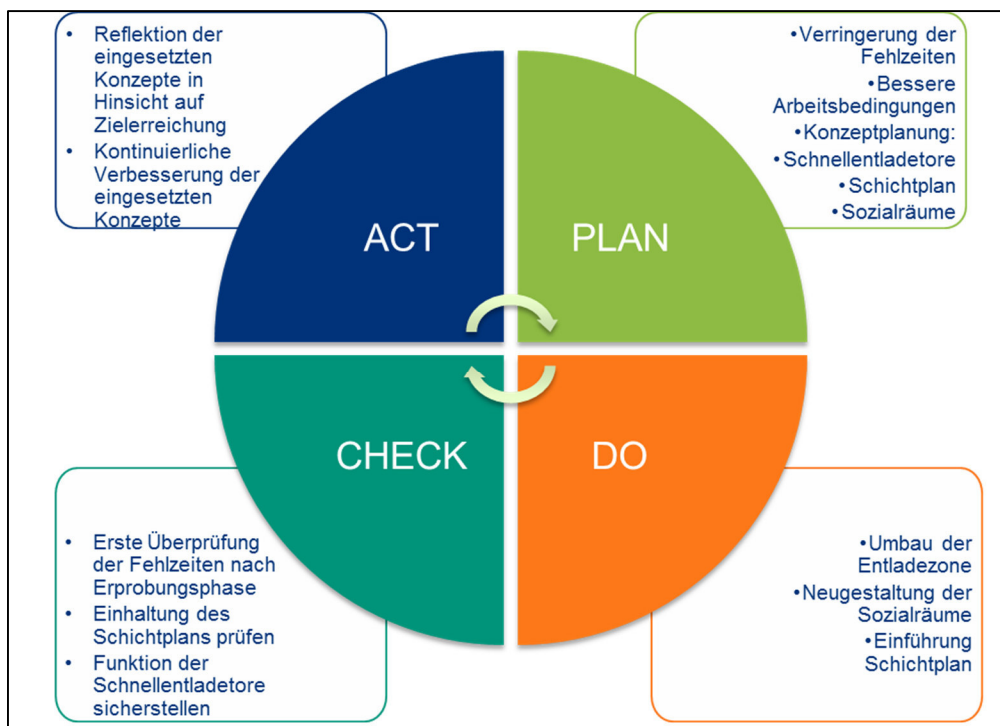 • Reflektion der
eingesetzten
Konzepte in
Hinsicht auf
Zielerreichung
• Kontinuierliche
Verbesserung der
eingesetzten
Konzepte
•Verringerung der
Fehlzeiten
•Bessere
Arbeitsbedingungen
•Konzeptplanung:
•Schnellentladetore
•Schichtplan
•Sozialräume
ACT
PLAN
CHECK
DO
• Erste Überprüfung
der Fehlzeiten nach
Erprobungsphase
• Einhaltung des
Schichtplans prüfen
• Funktion der
Schnellentladetore
sicherstellen
•Umbau der
Entladezone
•Neugestaltung der
Sozialräume
•Einführung
Schichtplan